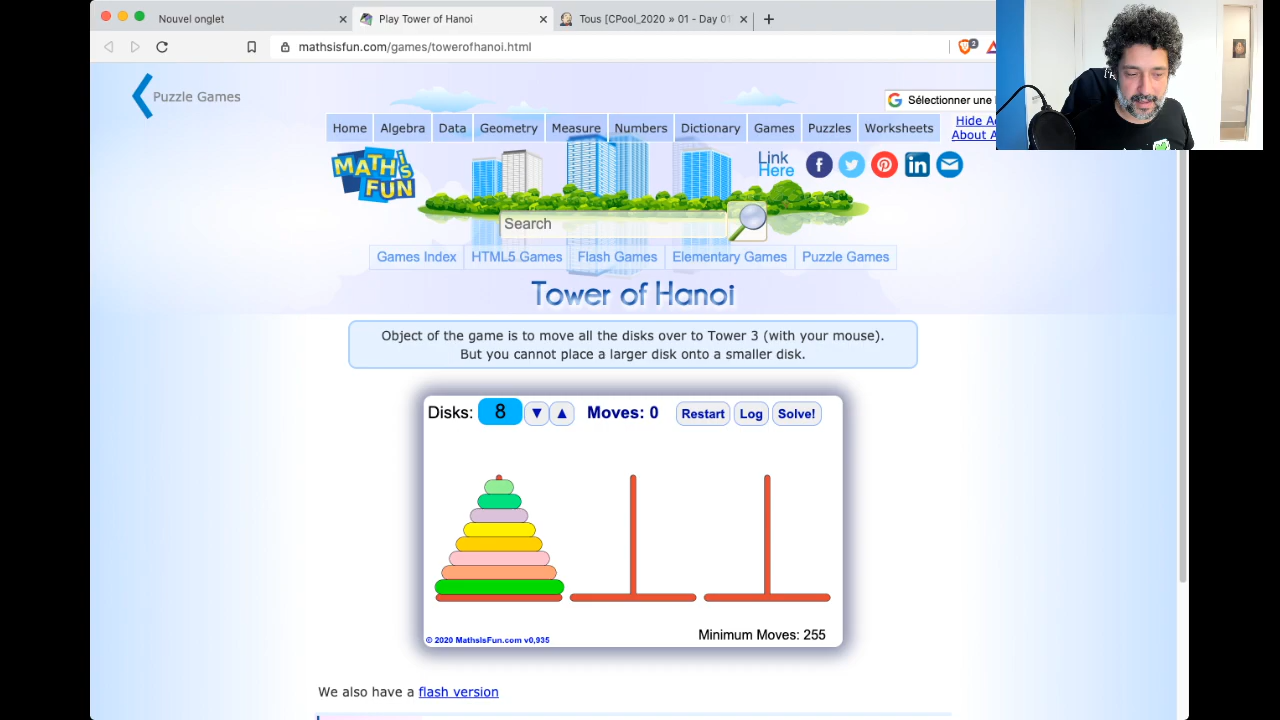 Nouvel onglet
Play Tower of Hanoi
Tous [CPool_2020 » 01 - Day 01
mathsisfun.com/games/towerofhanoi.html
2
Puzzle Games
Sélectionner une
Home Algebra Data Geometry Measure Numbers Dictionary Games Puzzles Worksheets
Hide
About
MATHS IS FUN
Link Here
Search
Games Index HTML5 Games Flash Games Elementary Games Puzzle Games
Tower of Hanoi
Object of the game is to move all the disks over to Tower 3 (with your mouse).
But you cannot place a larger disk onto a smaller disk.
Disks: 8 ▼ ▲ Moves: 0 Restart Log Solve!
© 2020 MathsIsFun.com v0,935
Minimum Moves: 255
We also have a flash version